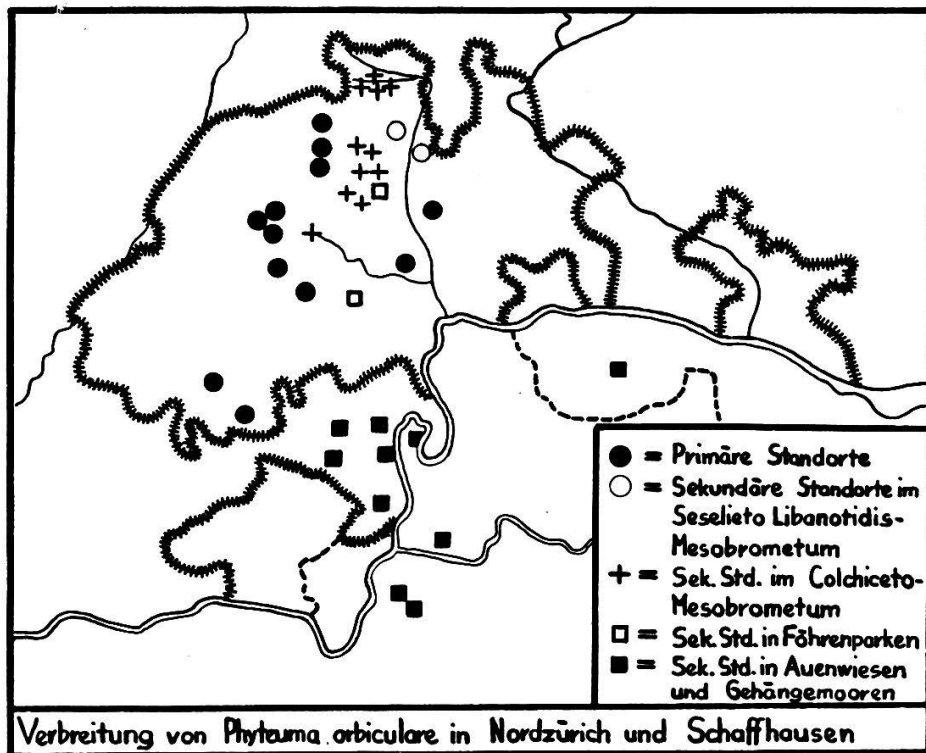 ● = Primäre Standorte
○ = Sekundäre Standorte im
Seselieto Libanotidis-
Mesobrometum
+ = Sek. Std. im Colchiceto-
Mesobrometum
□ = Sek. Std. in Föhrenparken
■ = Sek. Std. in Auenwiesen
und Gehängemooren
Verbreitung von Phyteuma orbiculare in Nordzürich und Schaffhausen